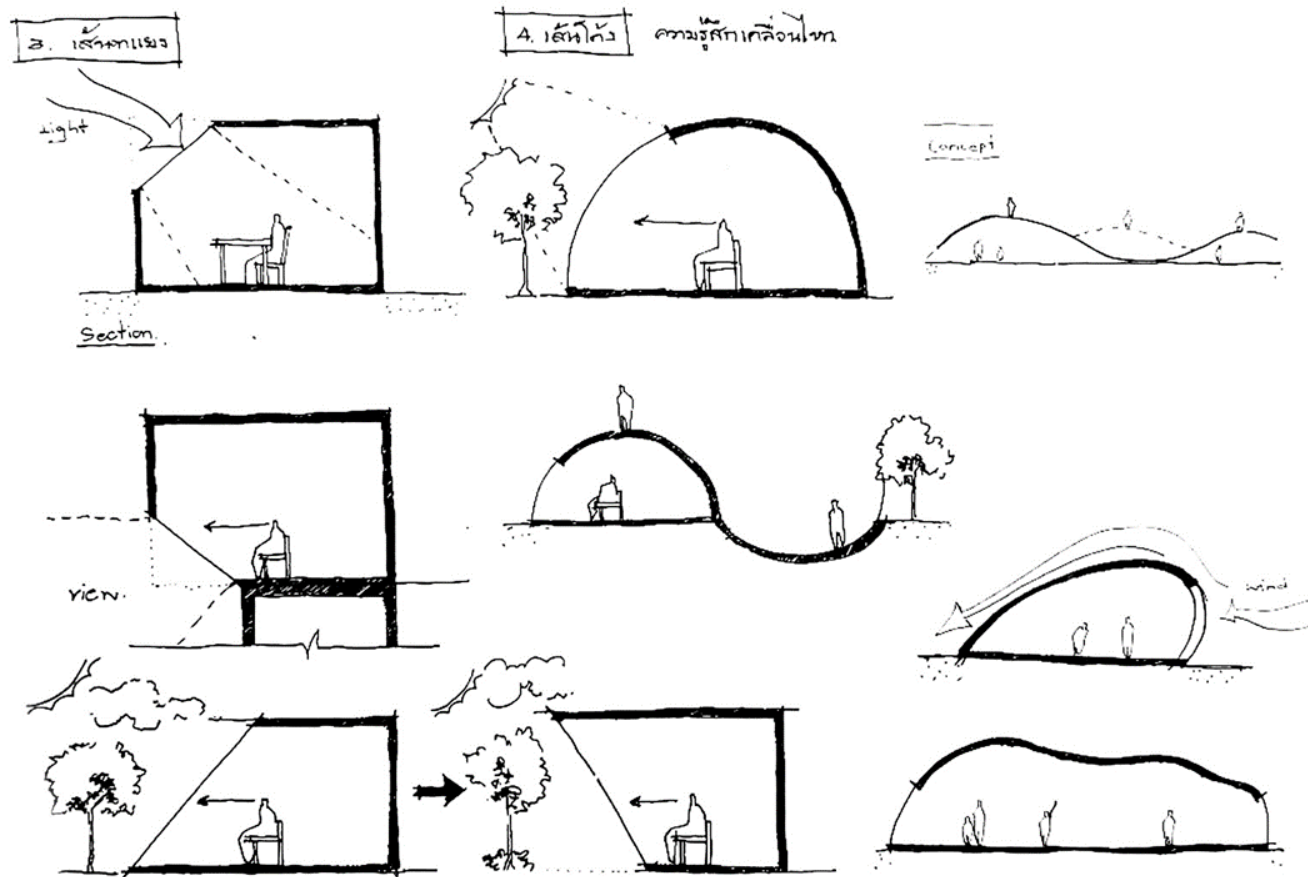 3. เส้นทแยง
4. เส้นโค้ง ความรู้สึกเคลื่อนไหว
Light
Concept
Section.
view.
wind